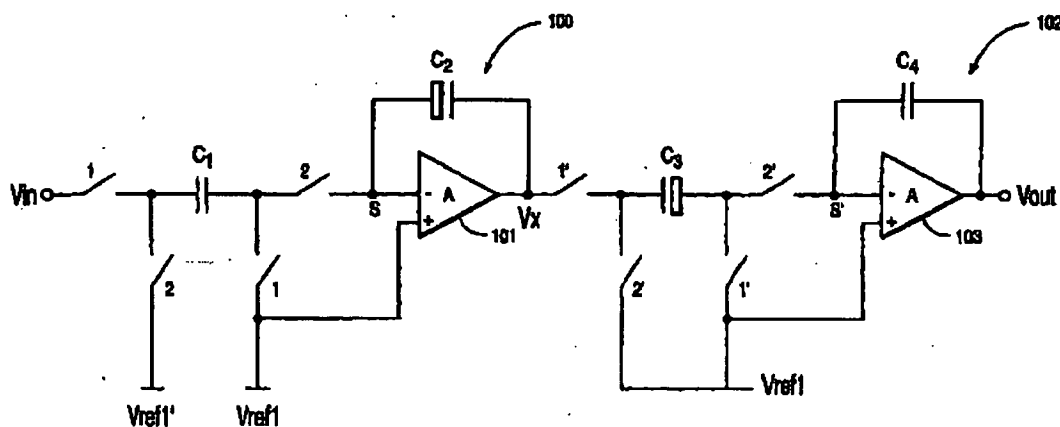 100
102
C2
C4
Vin
1
C1
2
S
-
A
+
101
Vx
1'
C3
2'
S'
-
A
+
103
Vout
2
1
2'
1'
Vref1'
Vref1
Vref1